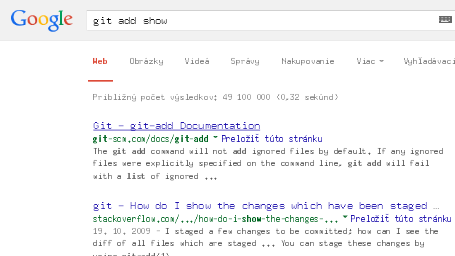 Google
git add show
Web Obrázky Videá Správy Nakupovanie Viac Vyhľadávaci
Približný počet výsledkov: 49 100 000 (0,32 sekúnd)
Git - git-add Documentation
git-scm.com/docs/git-add Preložiť túto stránku
The git add command will not add ignored files by default. If any ignored
files were explicitly specified on the command line, git add will fail
with a list of ignored ...
git - How do I show the changes which have been staged ...
stackoverflow.com/.../how-do-i-show-the-changes-... Preložiť túto stránku
19. 10. 2009 - I staged a few changes to be committed; how can I see the
diff of all files which are staged ... You can stage these changes by
using git-add(1)